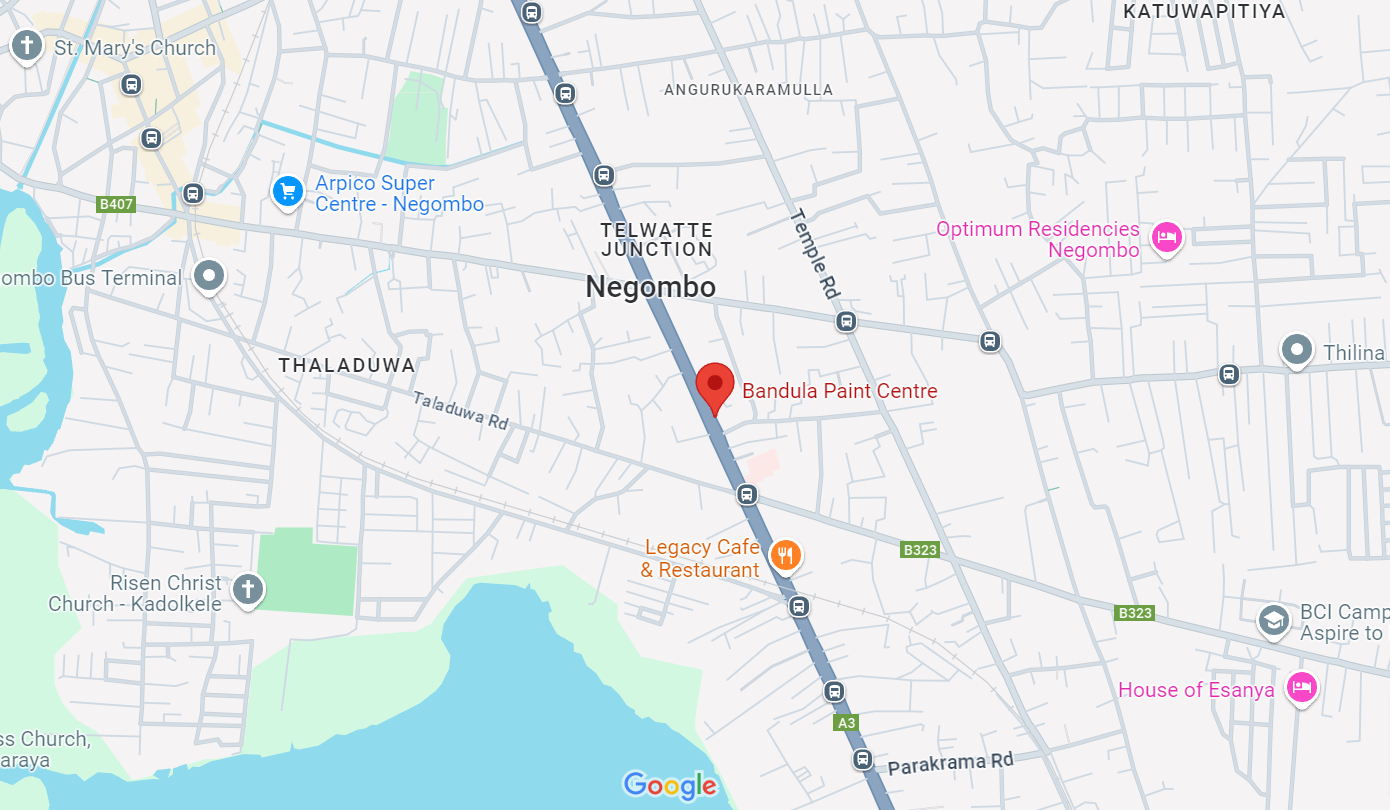 KATUWAPITIYA
St. Mary's Church
ANGURUKARAMULLA
Arpico Super
Centre - Negombo
B407
TELWATTE
JUNCTION
Temple Rd
Optimum Residencies
Negombo
ombo Bus Terminal
Negombo
Thilina
THALADUWA
Bandula Paint Centre
Taladuwa Rd
Legacy Cafe
& Restaurant
B323
Risen Christ
Church - Kadolkele
B323
BCI Camp
Aspire to
House of Esanya
A3
ss Church,
araya
Parakrama Rd
Google